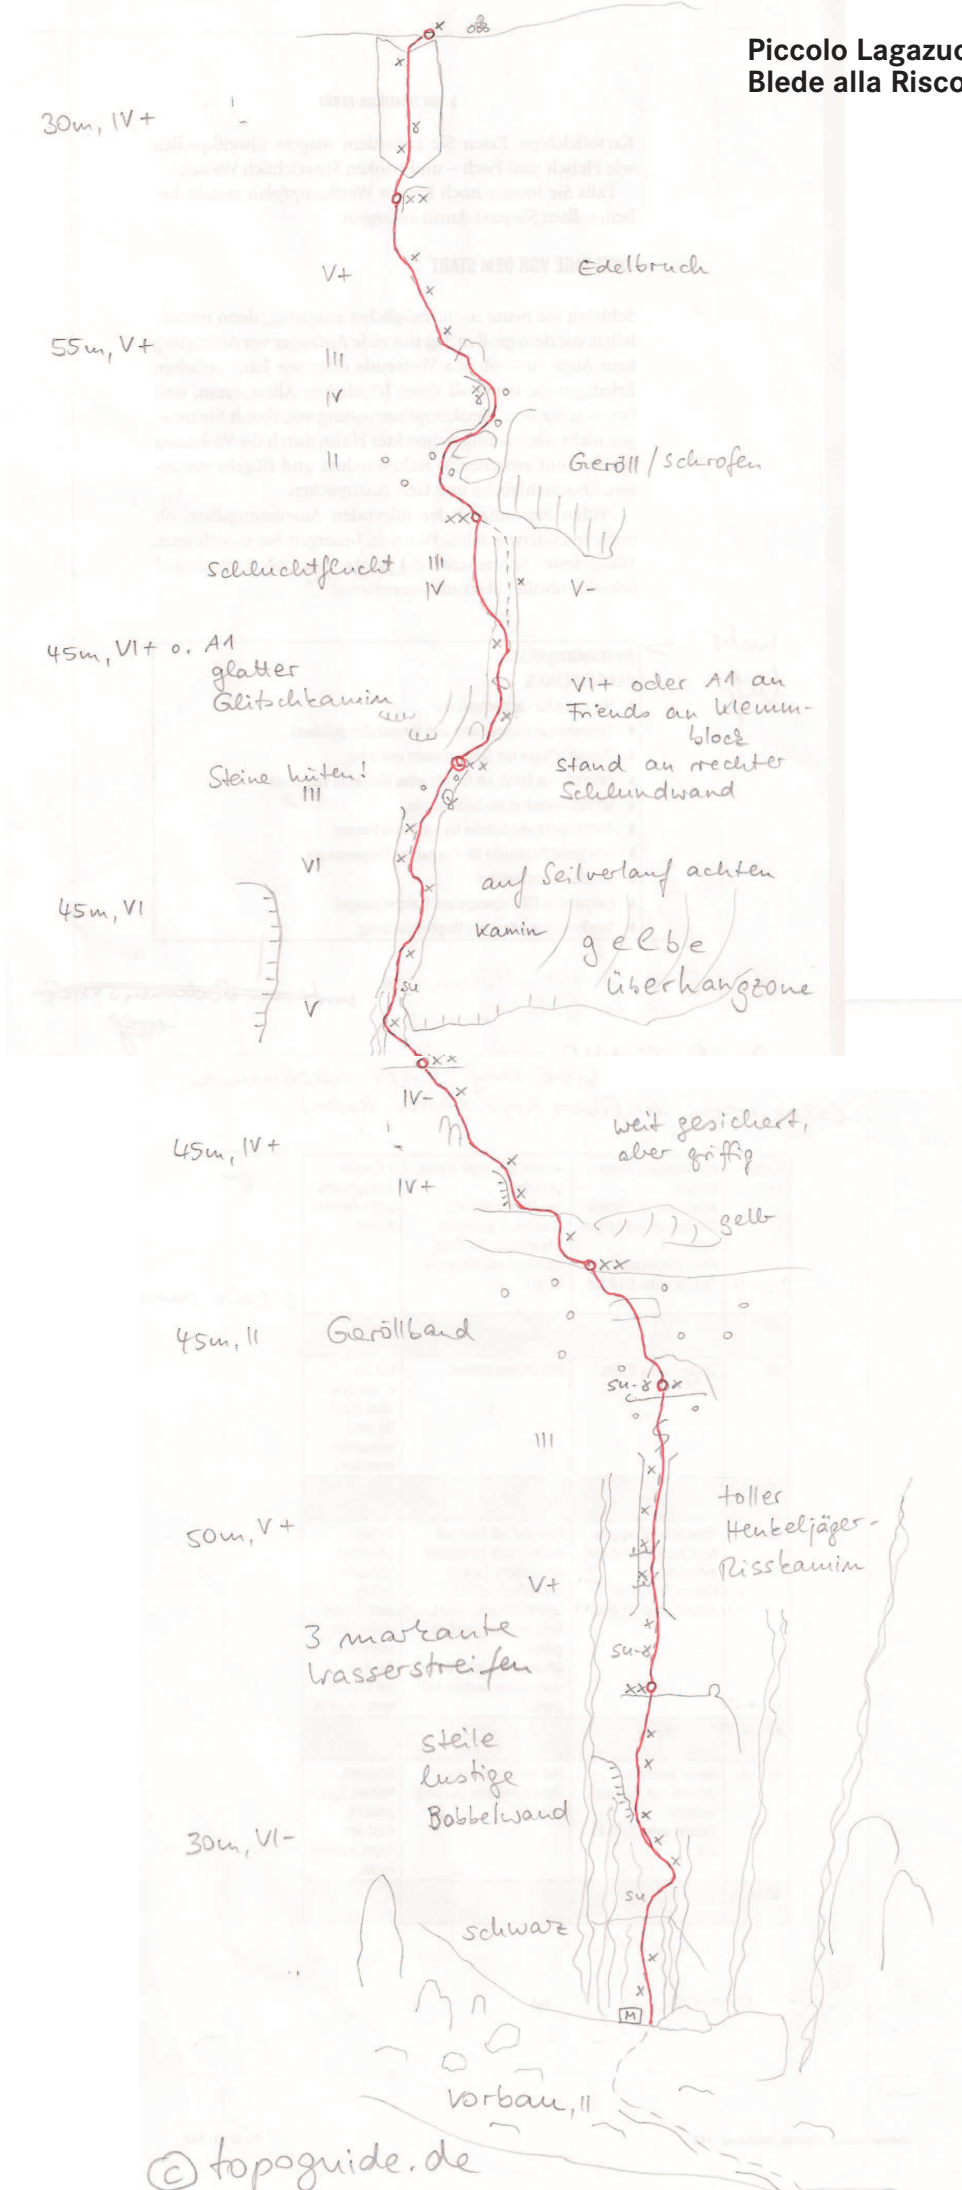 Piccolo Lagazuo
Blede alla Risco
30m, IV+
V+
Edelbruch
55m, V+
III
IV
II
Geröll/Schrofen
Schluchtflucht
III
IV
V-
45m, VI+ o. A1
glatter
Glitschkamin
VI+ oder A1 an
Friends an Klemm-
block
Stand an rechter
Schlundwand
Steine hüten!
III
VI
auf Seilverlauf achten
45m, VI
Kamin
gelbe
überhangzone
su
V
IV-
45m, IV+
weit gesichert,
aber griffig
IV+
gelb
45m, II
Geröllband
su
III
toller
Henkeljäger-
Risskamin
50m, V+
V+
3 markante
Wasserstreifen
su
steile
lustige
Bobbelwand
30m, VI-
su
schwarz
M
Vorbau, II
© topoguide.de